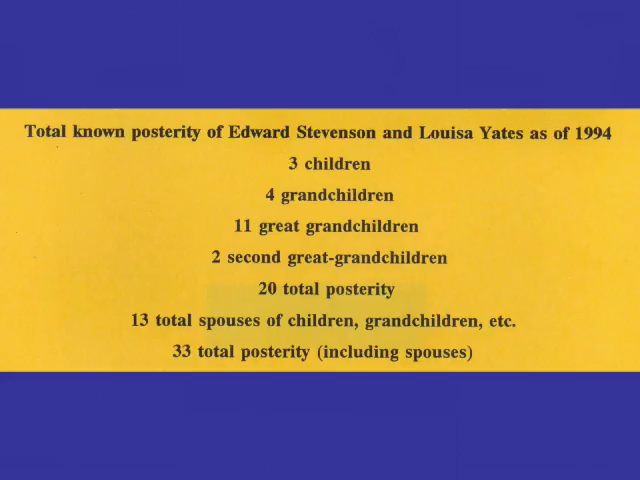 Total known posterity of Edward Stevenson and Louisa Yates as of 1994
3 children
4 grandchildren
11 great grandchildren
2 second great-grandchildren
20 total posterity
13 total spouses of children, grandchildren, etc.
33 total posterity (including spouses)